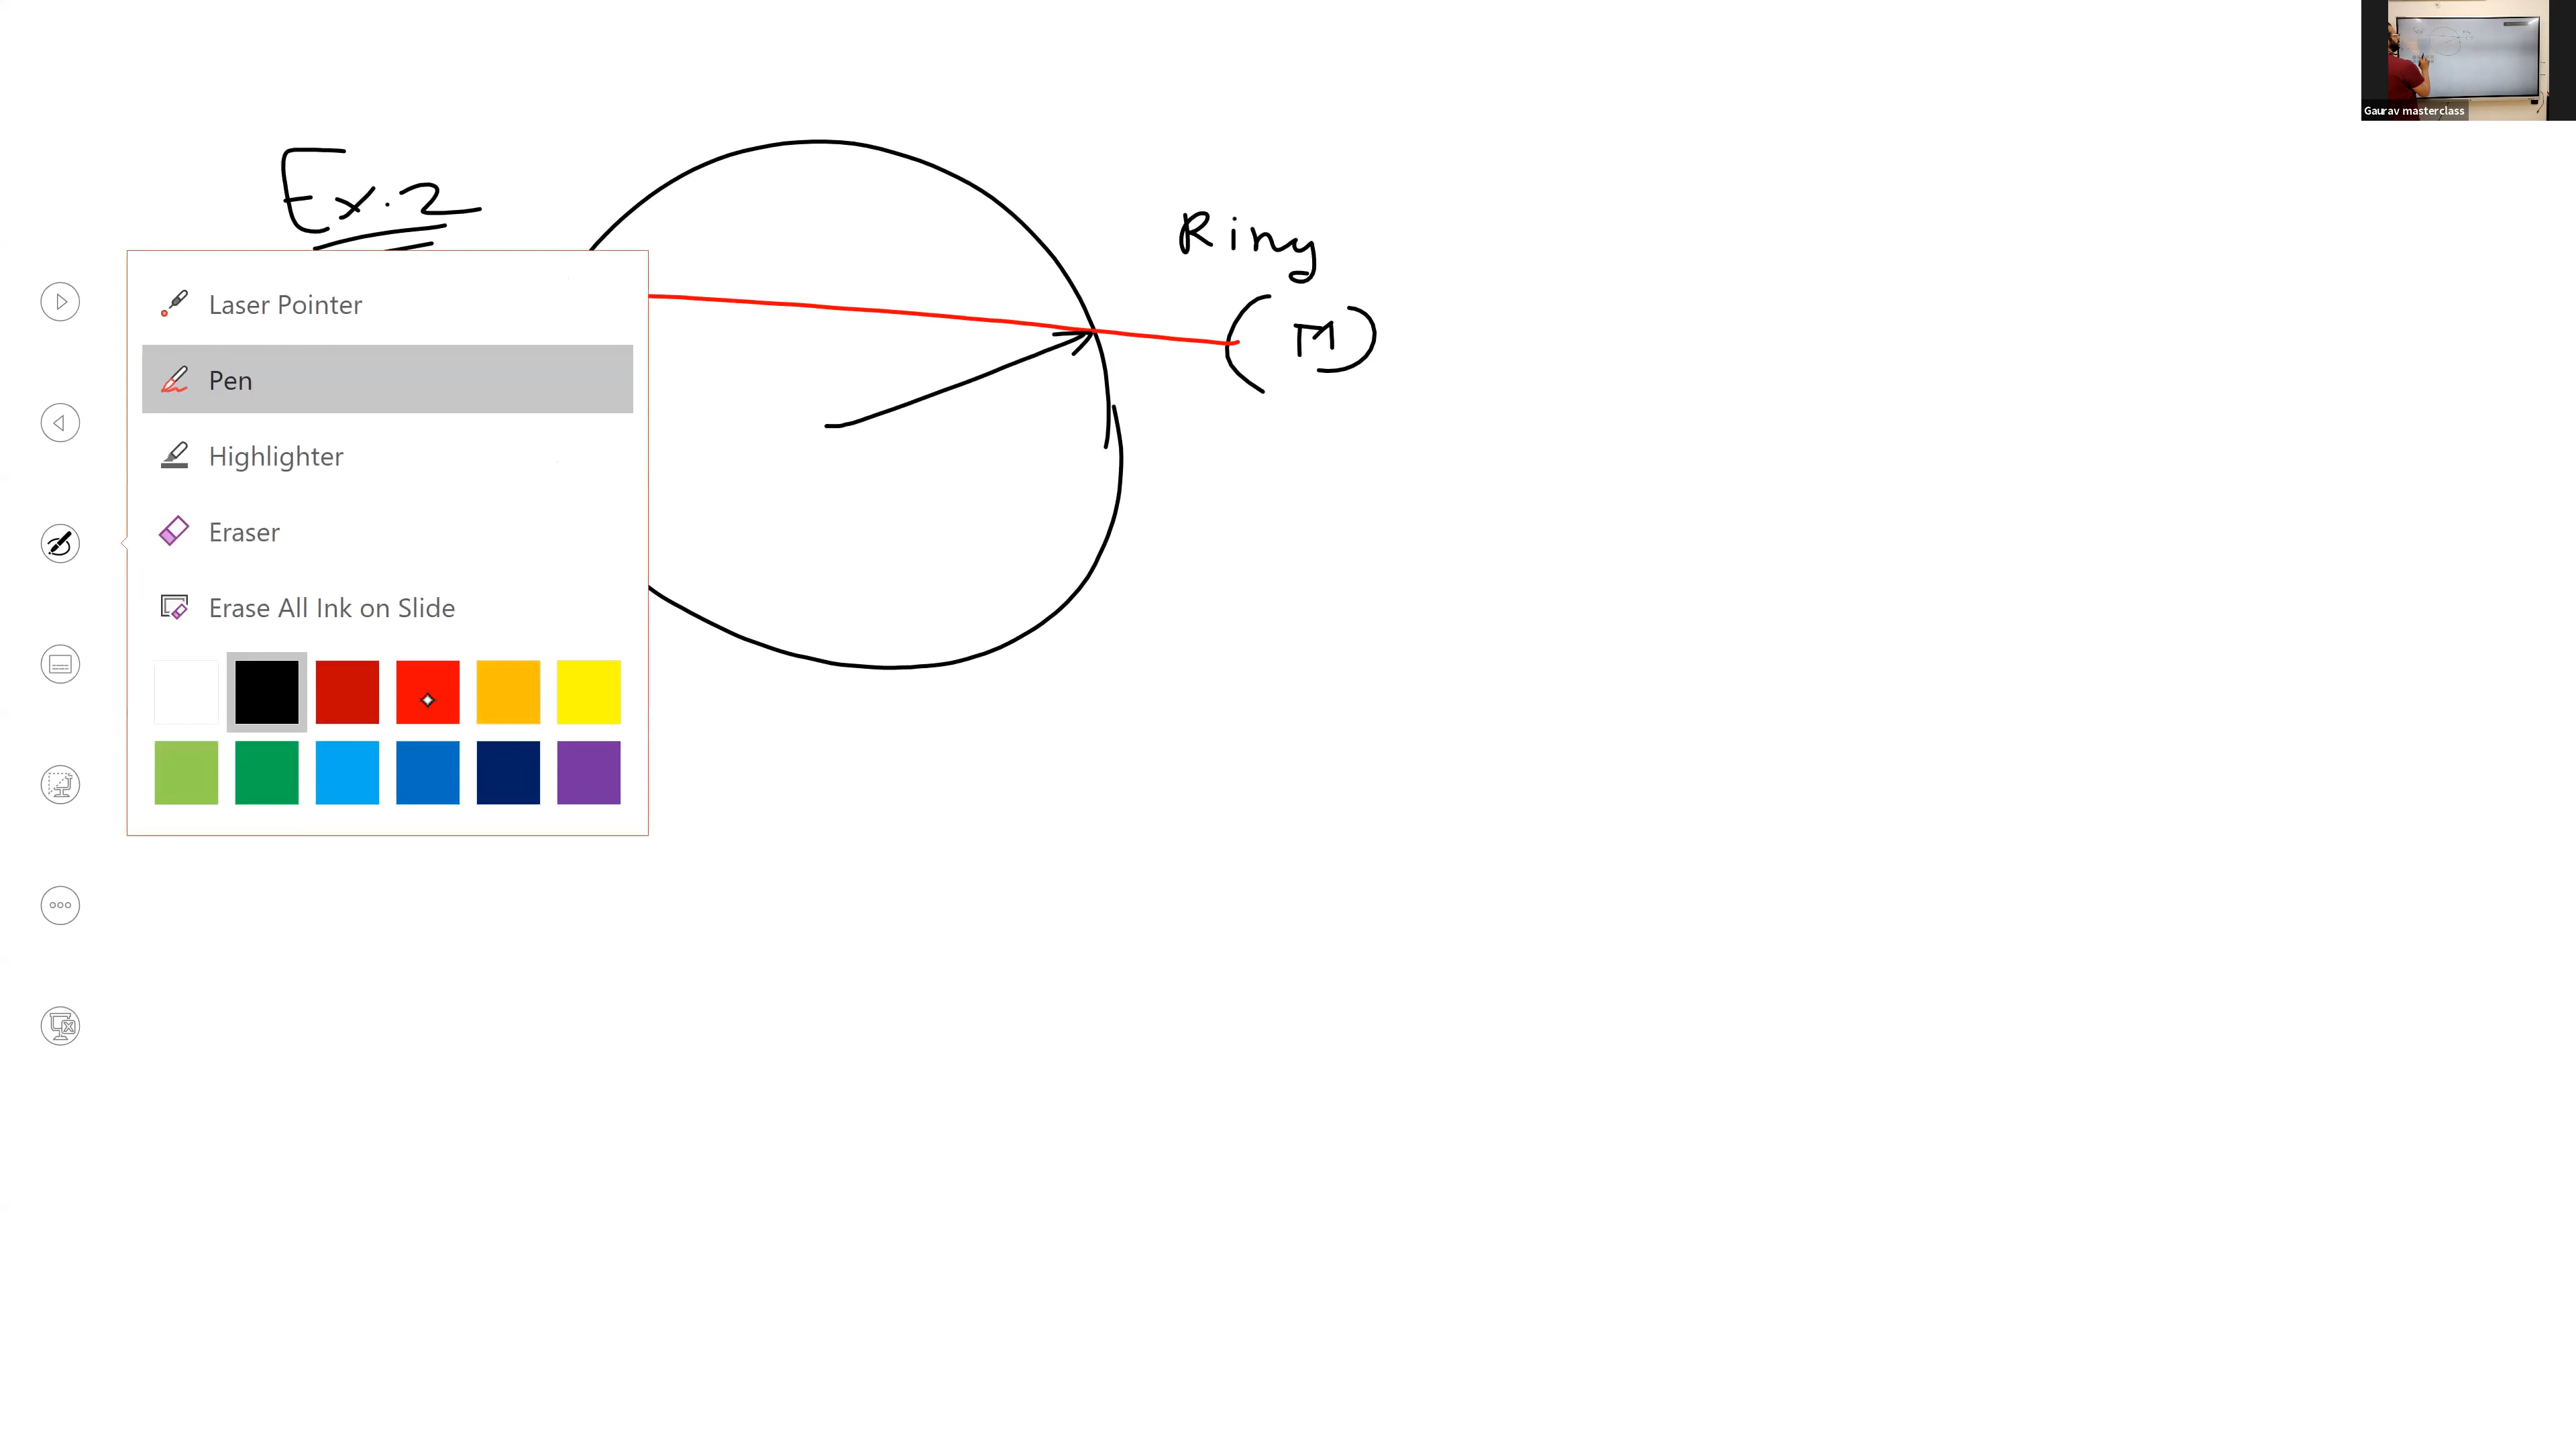 Gaurav masterclass
Ex.2
Ring
(M)
Laser Pointer
Pen
Highlighter
Eraser
Erase All Ink on Slide